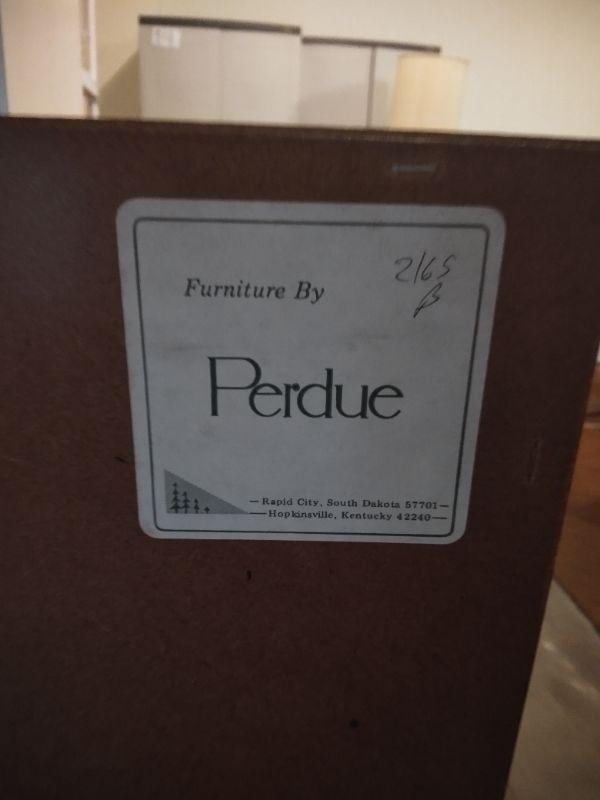 Furniture By
2165
B
Perdue
—Rapid City, South Dakota 57701—
—Hopkinsville, Kentucky 42240—